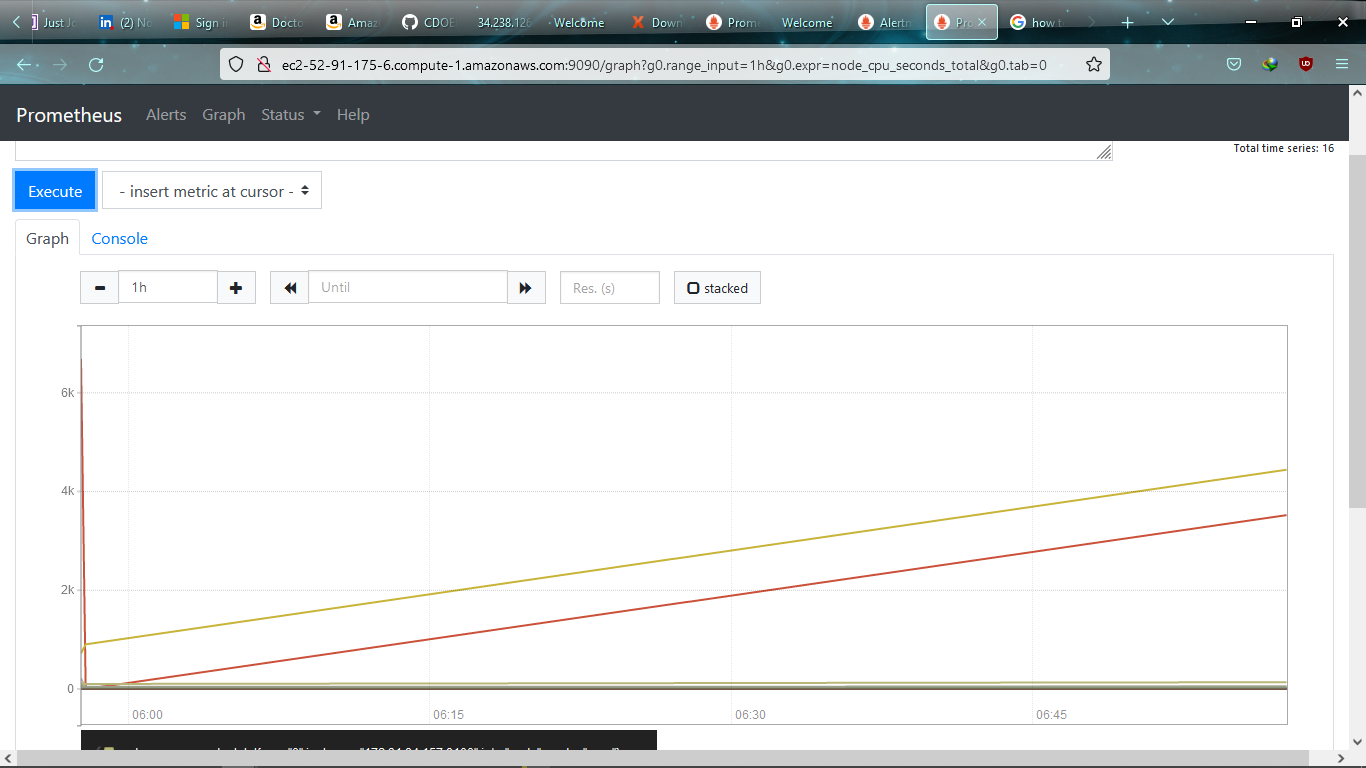 Just Jo (2) No Sign i Docto Amaz CDOE 34.238.126 Welcome Down Prom Welcome Alertm Pro how t
ec2-52-91-175-6.compute-1.amazonaws.com:9090/graph?g0.range_input=1h&g0.expr=node_cpu_seconds_total&g0.tab=0
Prometheus Alerts Graph Status Help
Total time series: 16
Execute - insert metric at cursor -
Graph Console
1h Until Res. (s) stacked
6k
4k
2k
0
06:00 06:15 06:30 06:45